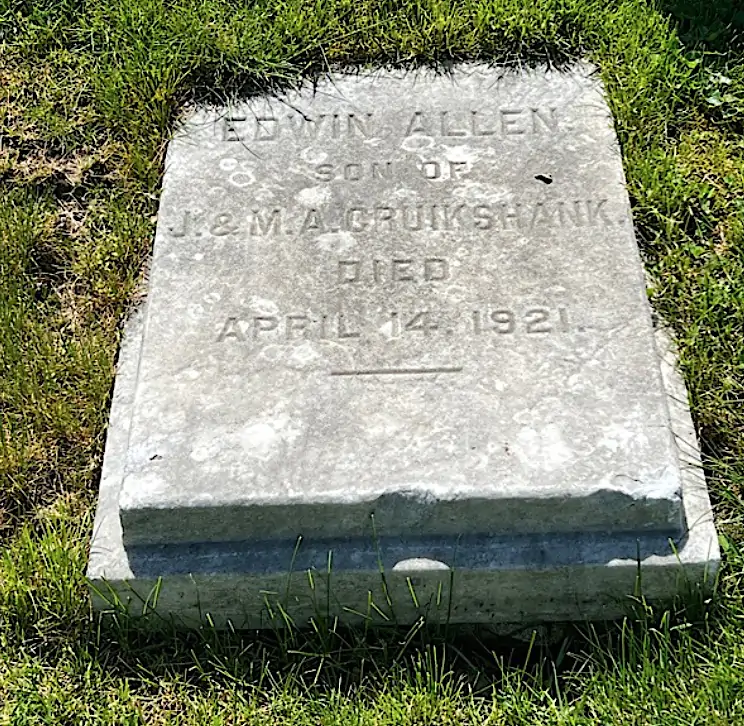 EDWIN ALLEN.
SON OF
J. & M. A. CRUIKSHANK.
DIED
APRIL 14. 1921.